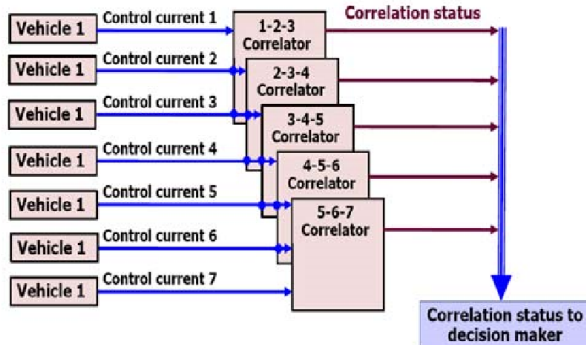 Vehicle 1
Control current 1
1-2-3
Correlator
Correlation status
Vehicle 1
Control current 2
2-3-4
Correlator
Vehicle 1
Control current 3
3-4-5
Correlator
Vehicle 1
Control current 4
4-5-6
Correlator
Vehicle 1
Control current 5
5-6-7
Correlator
Vehicle 1
Control current 6
Vehicle 1
Control current 7
Correlation status to
decision maker